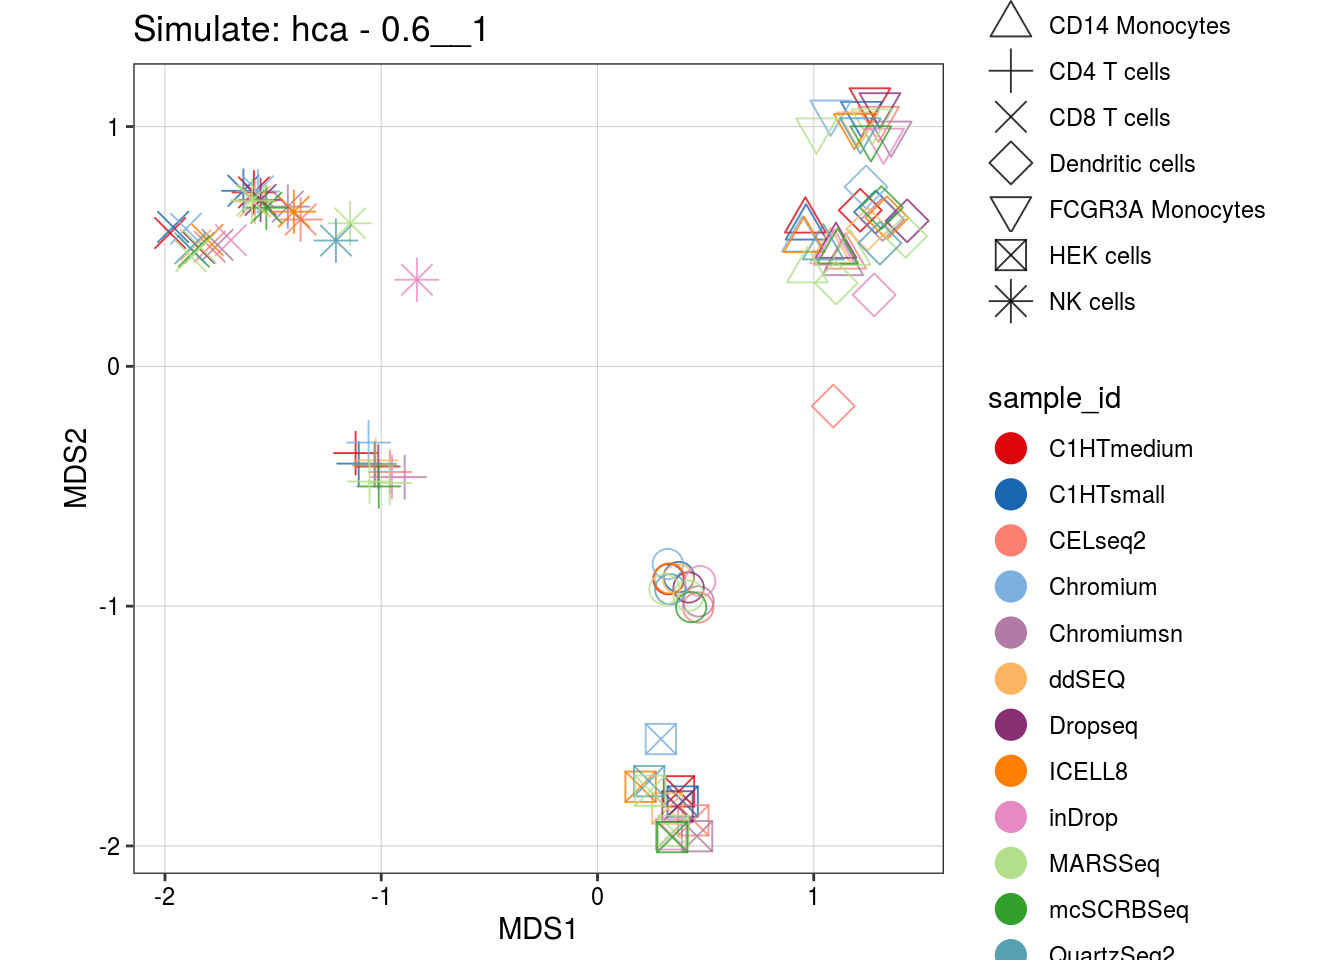 Simulate: hca - 0.6__1
1
0
-1
-2
MDS2
-2
-1
0
1
MDS1
CD14 Monocytes
CD4 T cells
CD8 T cells
Dendritic cells
FCGR3A Monocytes
HEK cells
NK cells
sample_id
C1HTmedium
C1HTsmall
CELseq2
Chromium
Chromiumsn
ddSEQ
Dropseq
ICELL8
inDrop
MARSSeq
mcSCRBSeq
QuartzSeq2